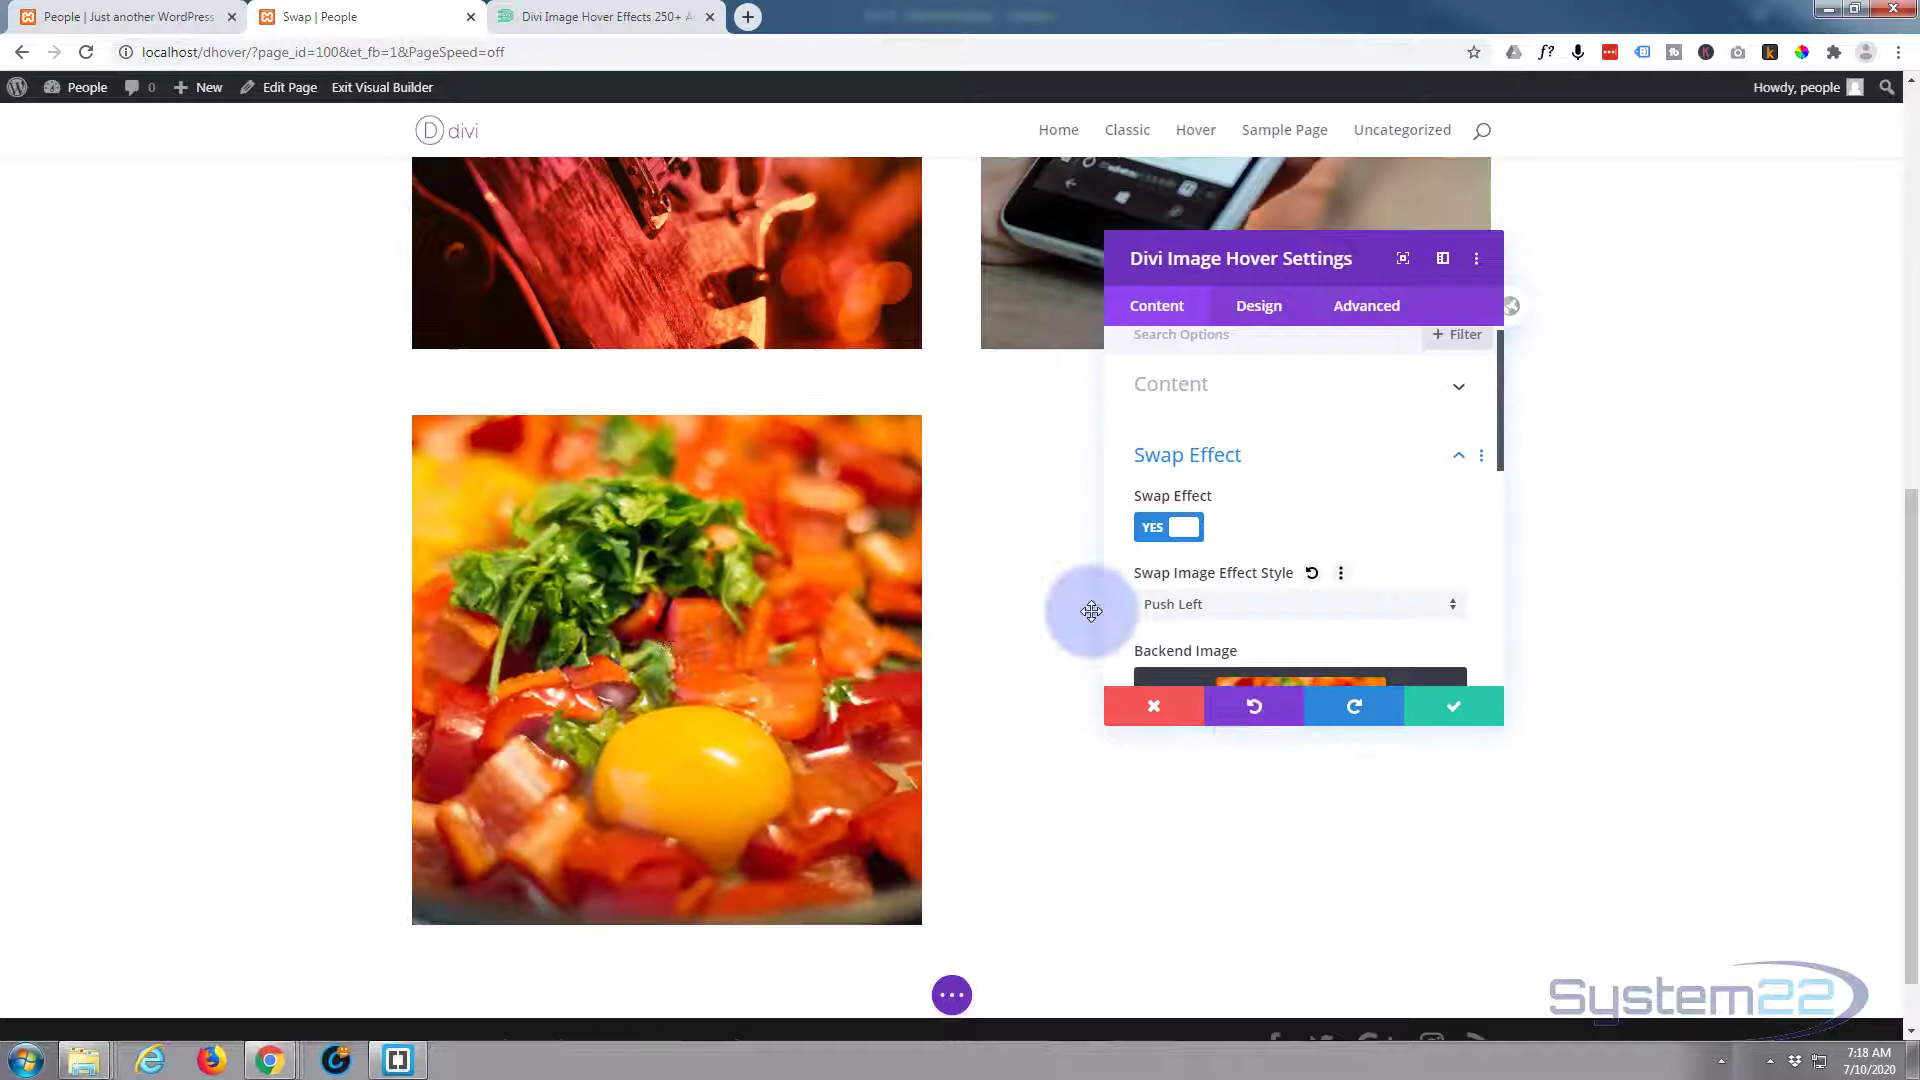 People | Just another WordPress
Swap | People
Divi Image Hover Effects 250+ A
localhost/dhover/?page_id=100&et_fb=1&PageSpeed=off
People
0
New
Edit Page
Exit Visual Builder
Howdy, people
D divi
Home
Classic
Hover
Sample Page
Uncategorized
Divi Image Hover Settings
Content
Design
Advanced
Search Options
+ Filter
Content
Swap Effect
Swap Effect
YES
Swap Image Effect Style
Push Left
Backend Image
System22
7:18 AM
7/10/2020